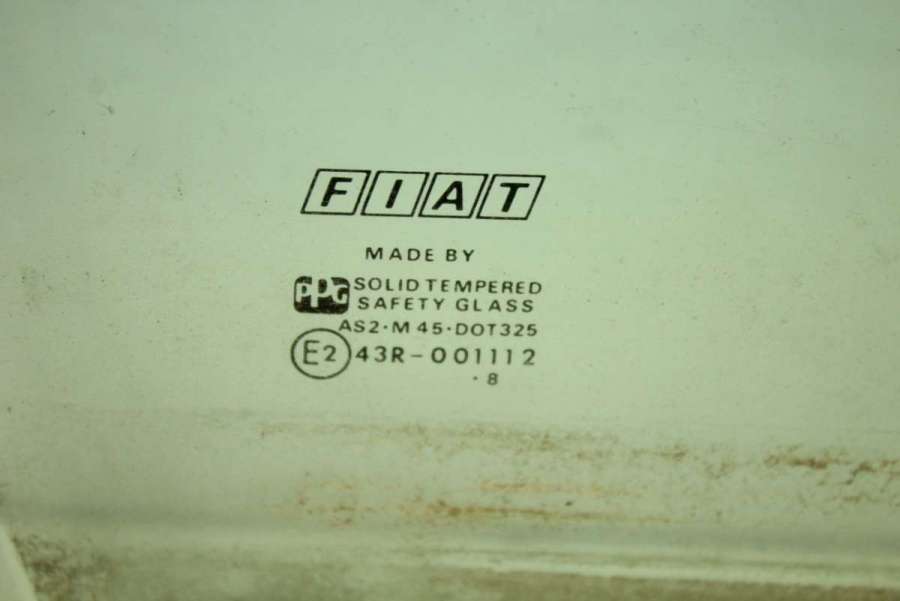 FIAT
MADE BY
PPG SOLID TEMPERED
SAFETY GLASS
AS2·M 45·DOT325
E2 43R-001112
·8